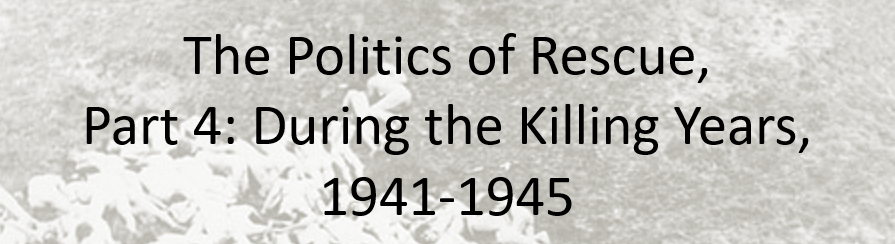 The Politics of Rescue,
Part 4: During the Killing Years,
1941-1945